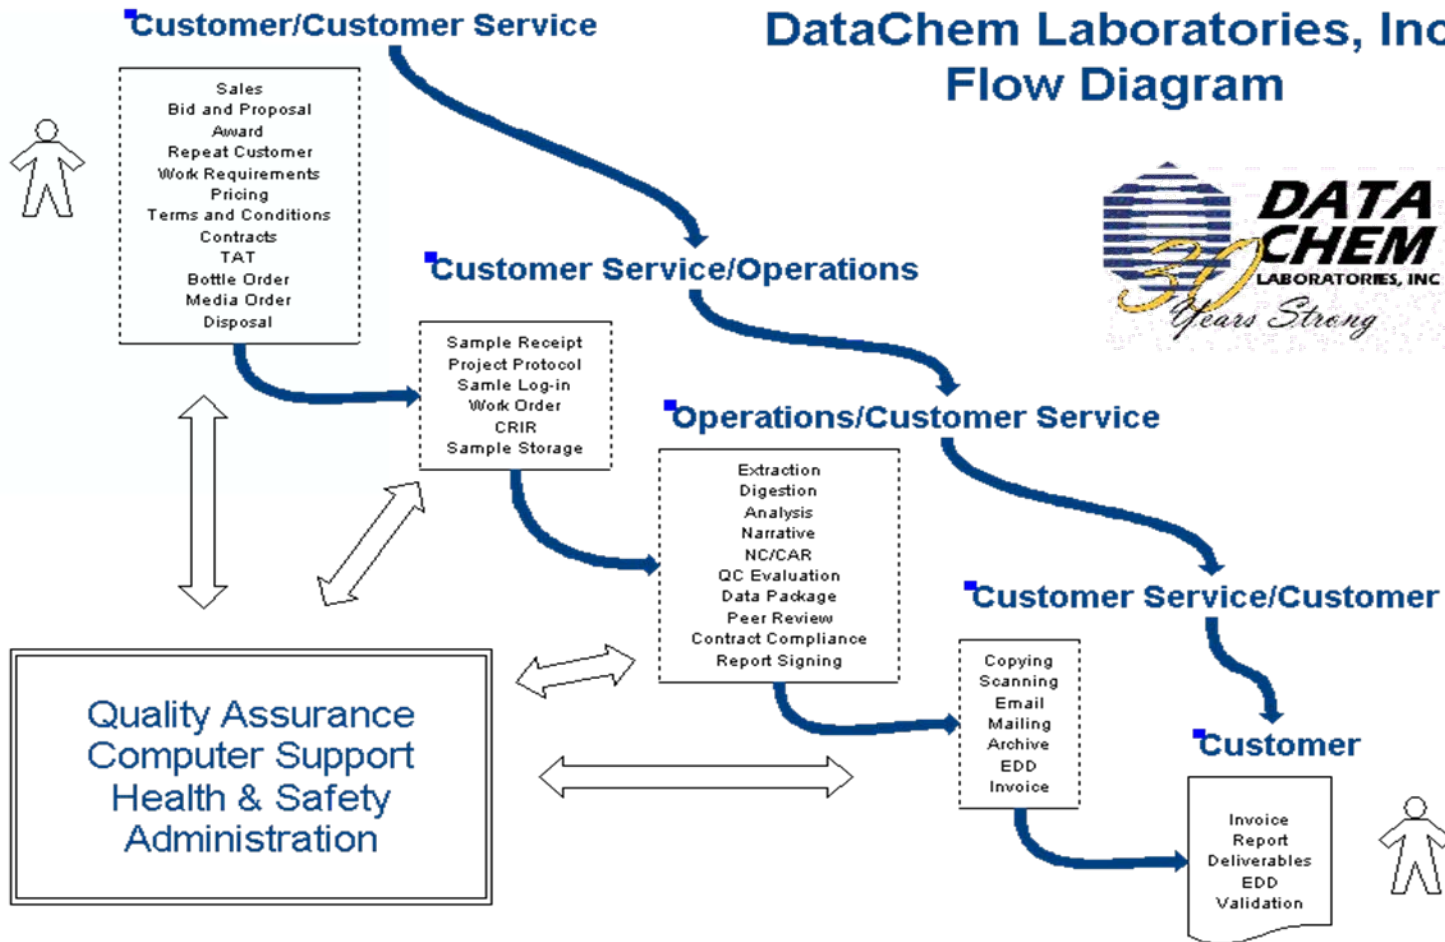 Customer/Customer Service
DataChem Laboratories, Inc
Flow Diagram
Sales
Bid and Proposal
Award
Repeat Customer
Work Requirements
Pricing
Terms and Conditions
Contracts
TAT
Bottle Order
Media Order
Disposal
DATA
CHEM
LABORATORIES, INC
30
Years Strong
Customer Service/Operations
Sample Receipt
Project Protocol
Samle Log-in
Work Order
CRIR
Sample Storage
Operations/Customer Service
Extraction
Digestion
Analysis
Narrative
NC/CAR
QC Evaluation
Data Package
Peer Review
Contract Compliance
Report Signing
Customer Service/Customer
Copying
Scanning
Email
Mailing
Archive
EDD
Invoice
Quality Assurance
Computer Support
Health & Safety
Administration
Customer
Invoice
Report
Deliverables
EDD
Validation